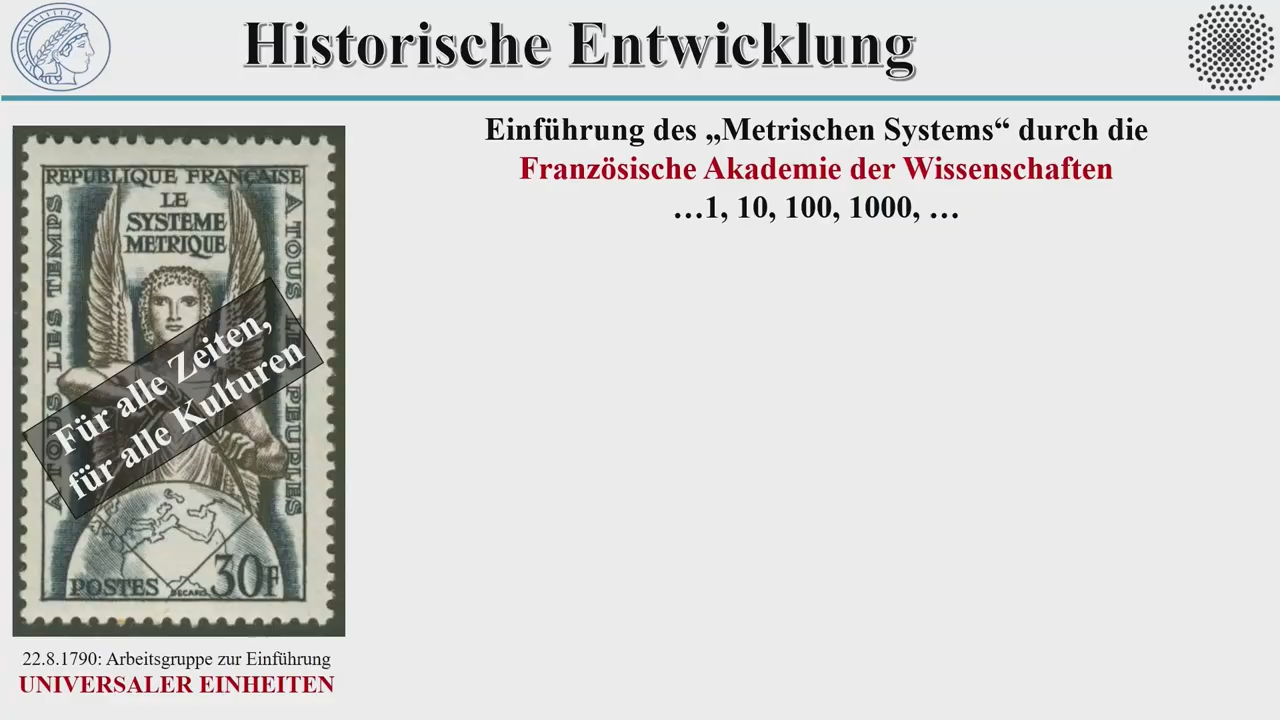 Historische Entwicklung
Einführung des „Metrischen Systems“ durch die
Französische Akademie der Wissenschaften
…1, 10, 100, 1000, …
REPUBLIQUE FRANÇAISE
LE
SYSTEME
METRIQUE
A TOUS LES TEMPS
A TOUS LES PEUPLES
Für alle Zeiten,
für alle Kulturen
POSTES
30F
22.8.1790: Arbeitsgruppe zur Einführung
UNIVERSALER EINHEITEN